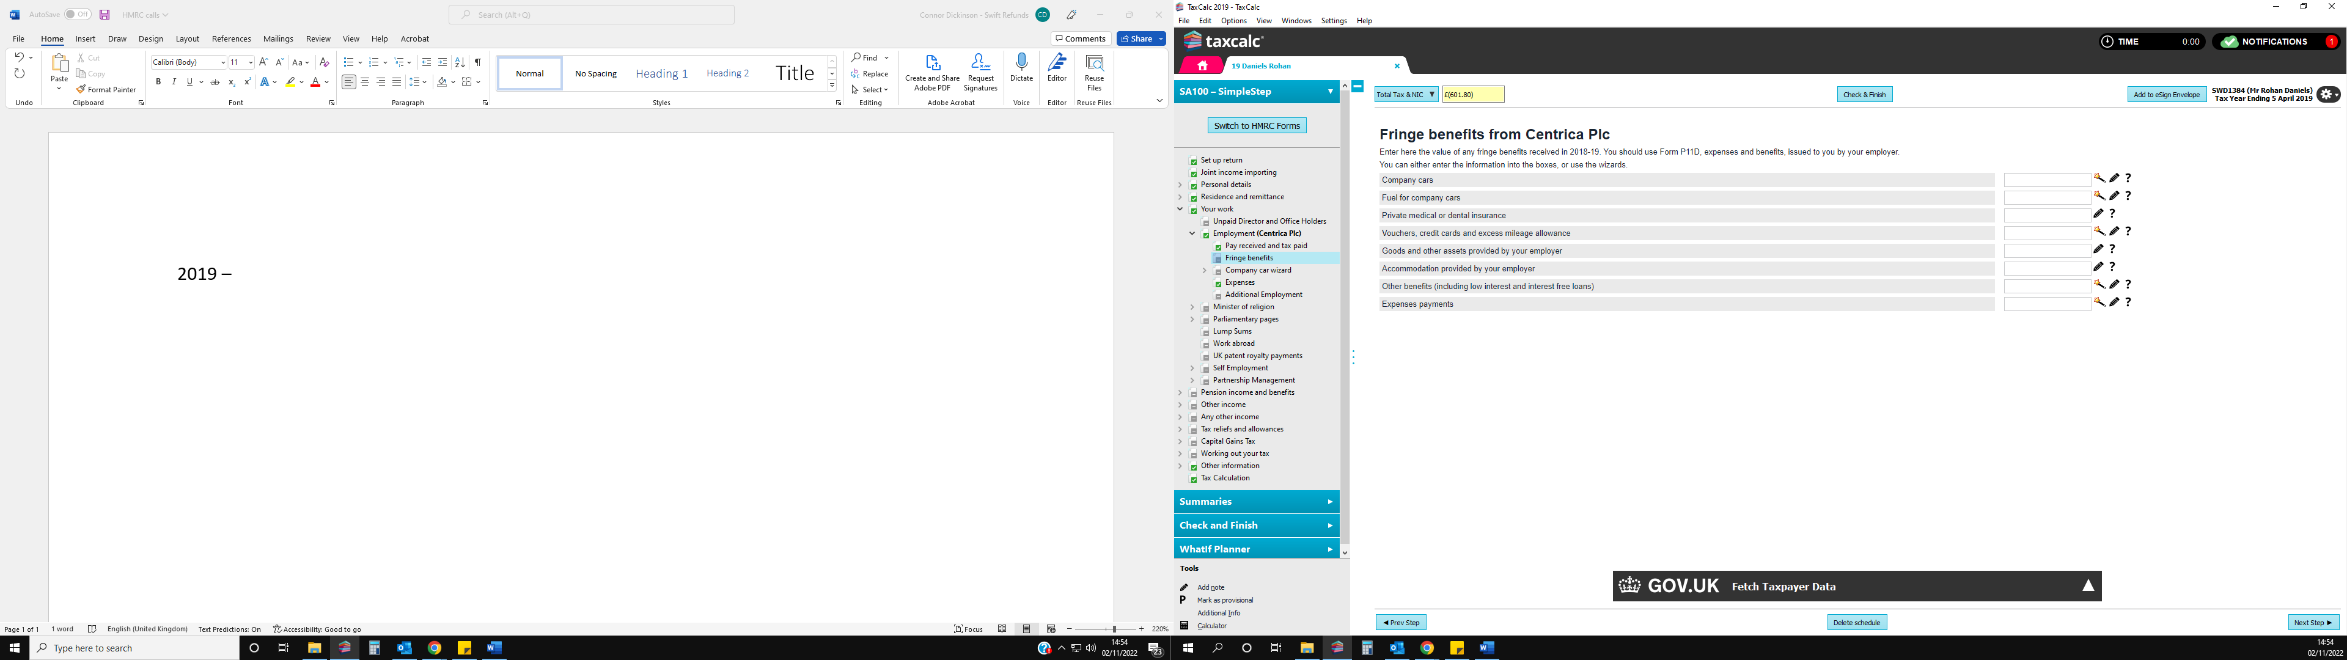 AutoSave Off HMRC calls
Search (Alt+Q)
Connor Dickinson - Swift Refunds CD
File Home Insert Draw Design Layout References Mailings Review View Help Acrobat
Comments Share
Paste
Cut
Copy
Format Painter
Calibri (Body) 11
Normal No Spacing Heading 1 Heading 2 Title
Find
Replace
Select
Create and Share Adobe PDF
Request Signatures
Dictate
Editor
Reuse Files
Undo Clipboard Font Paragraph Styles Editing Adobe Acrobat Voice Editor Reuse Files
2019 –
Page 1 of 1 1 word English (United Kingdom) Text Predictions: On Accessibility: Good to go
Focus 220%
Type here to search
14:54
02/11/2022
23
TaxCalc 2019 - TaxCalc
File Edit Options View Windows Settings Help
taxcalc
TIME 0.00 NOTIFICATIONS 1
19 Daniels Rohan
SA100 – SimpleStep
Switch to HMRC Forms
Set up return
Joint income importing
Personal details
Residence and remittance
Your work
Unpaid Director and Office Holders
Employment (Centrica Plc)
Pay received and tax paid
Fringe benefits
Company car wizard
Expenses
Additional Employment
Minister of religion
Parliamentary pages
Lump Sums
Work abroad
UK patent royalty payments
Self Employment
Partnership Management
Pension income and benefits
Other income
Any other income
Tax reliefs and allowances
Capital Gains Tax
Working out your tax
Other information
Tax Calculation
Summaries
Check and Finish
WhatIf Planner
Tools
Add note
P Mark as provisional
Additional Info
Calculator
Total Tax & NIC £(601.80)
Check & Finish
Add to eSign Envelope
SWD1384 (Mr Rohan Daniels)
Tax Year Ending 5 April 2019
Fringe benefits from Centrica Plc
Enter here the value of any fringe benefits received in 2018-19. You should use Form P11D, expenses and benefits, issued to you by your employer.
You can either enter the information into the boxes, or use the wizards.
Company cars ?
Fuel for company cars ?
Private medical or dental insurance ?
Vouchers, credit cards and excess mileage allowance ?
Goods and other assets provided by your employer ?
Accommodation provided by your employer ?
Other benefits (including low interest and interest free loans) ?
Expenses payments ?
GOV.UK Fetch Taxpayer Data
Prev Step
Delete schedule
Next Step
14:54
02/11/2022